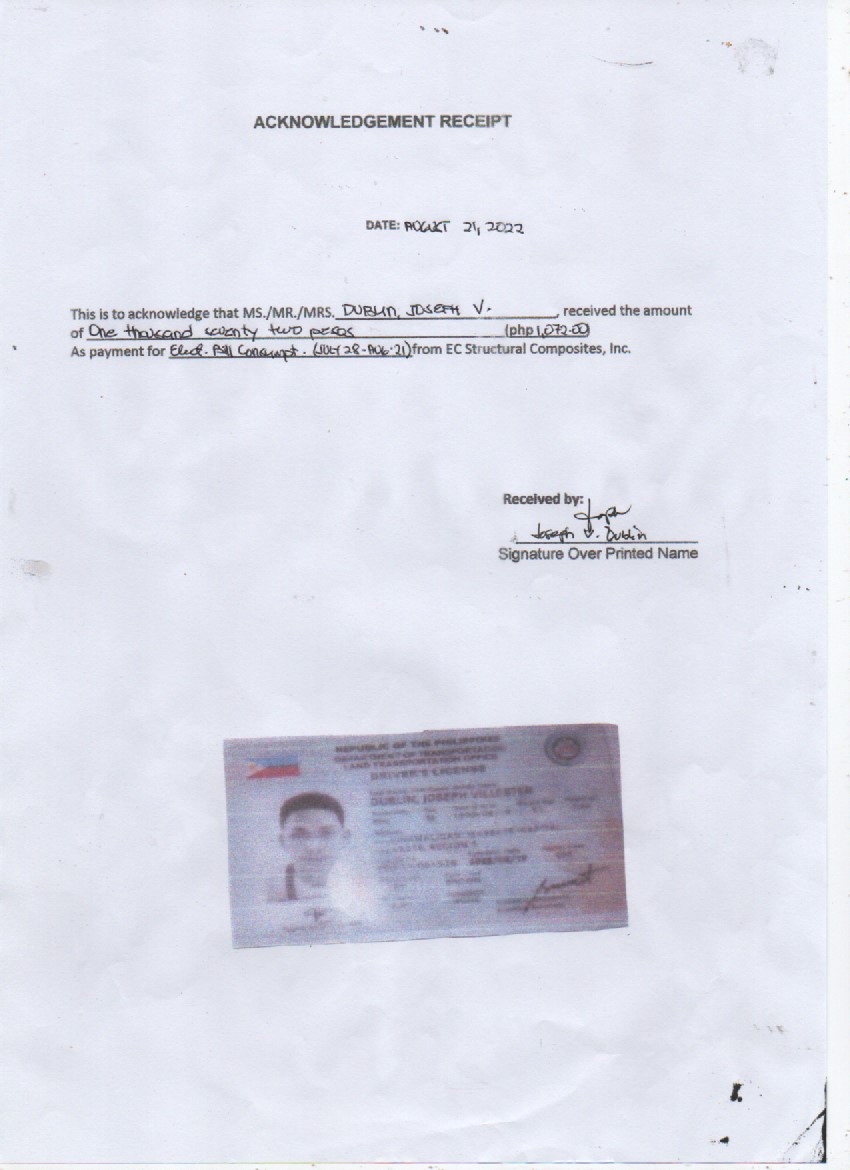 ACKNOWLEDGEMENT RECEIPT
DATE: AUGUST 21, 2022
This is to acknowledge that MS./MR./MRS. DUBLIN, JOSEPH V. , received the amount
of One thousand seventy two pesos (php 1,072.00)
As payment for Elect. Bill Consumpt. (JULY 28-AUG.21) from EC Structural Composites, Inc.
Received by:
Joseph V. Dublin
Signature Over Printed Name
REPUBLIC OF THE PHILIPPINES
DEPARTMENT OF TRANSPORTATION
LAND TRANSPORTATION OFFICE
DRIVER'S LICENSE
DUBLIN, JOSEPH